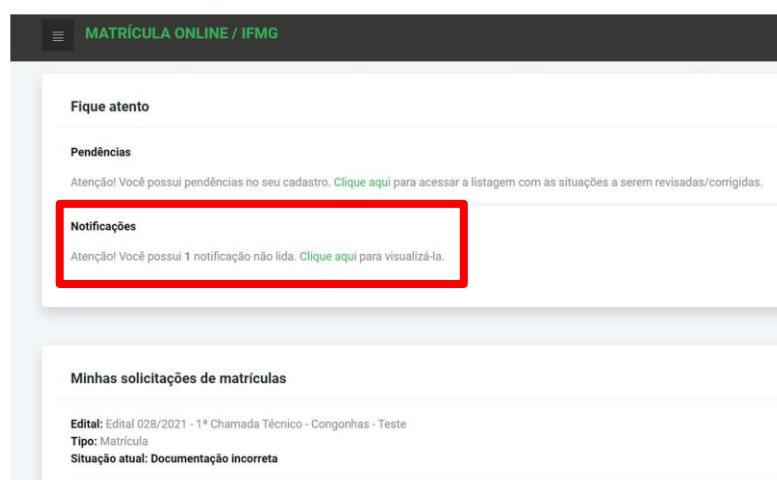 MATRÍCULA ONLINE / IFMG
Fique atento
Pendências
Atenção! Você possui pendências no seu cadastro. Clique aqui para acessar a listagem com as situações a serem revisadas/corrigidas.
Notificações
Atenção! Você possui 1 notificação não lida. Clique aqui para visualizá-la.
Minhas solicitações de matrículas
Edital: Edital 028/2021 - 1ª Chamada Técnico - Congonhas - Teste
Tipo: Matrícula
Situação atual: Documentação incorreta